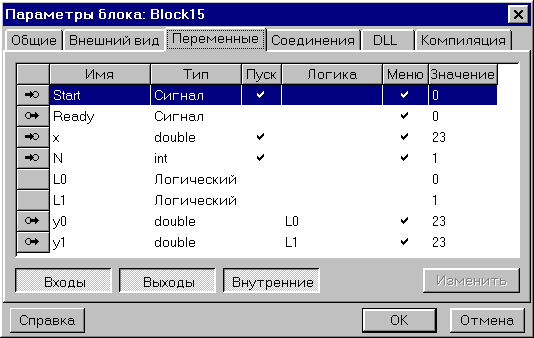 Параметры блока: Block15
Общие Внешний вид Переменные Соединения DLL Компиляция
Имя Тип Пуск Логика Меню Значение
Start Сигнал 0
Ready Сигнал 0
x double 23
N int 1
L0 Логический 0
L1 Логический 1
y0 double L0 23
y1 double L1 23
Входы Выходы Внутренние Изменить
Справка OK Отмена